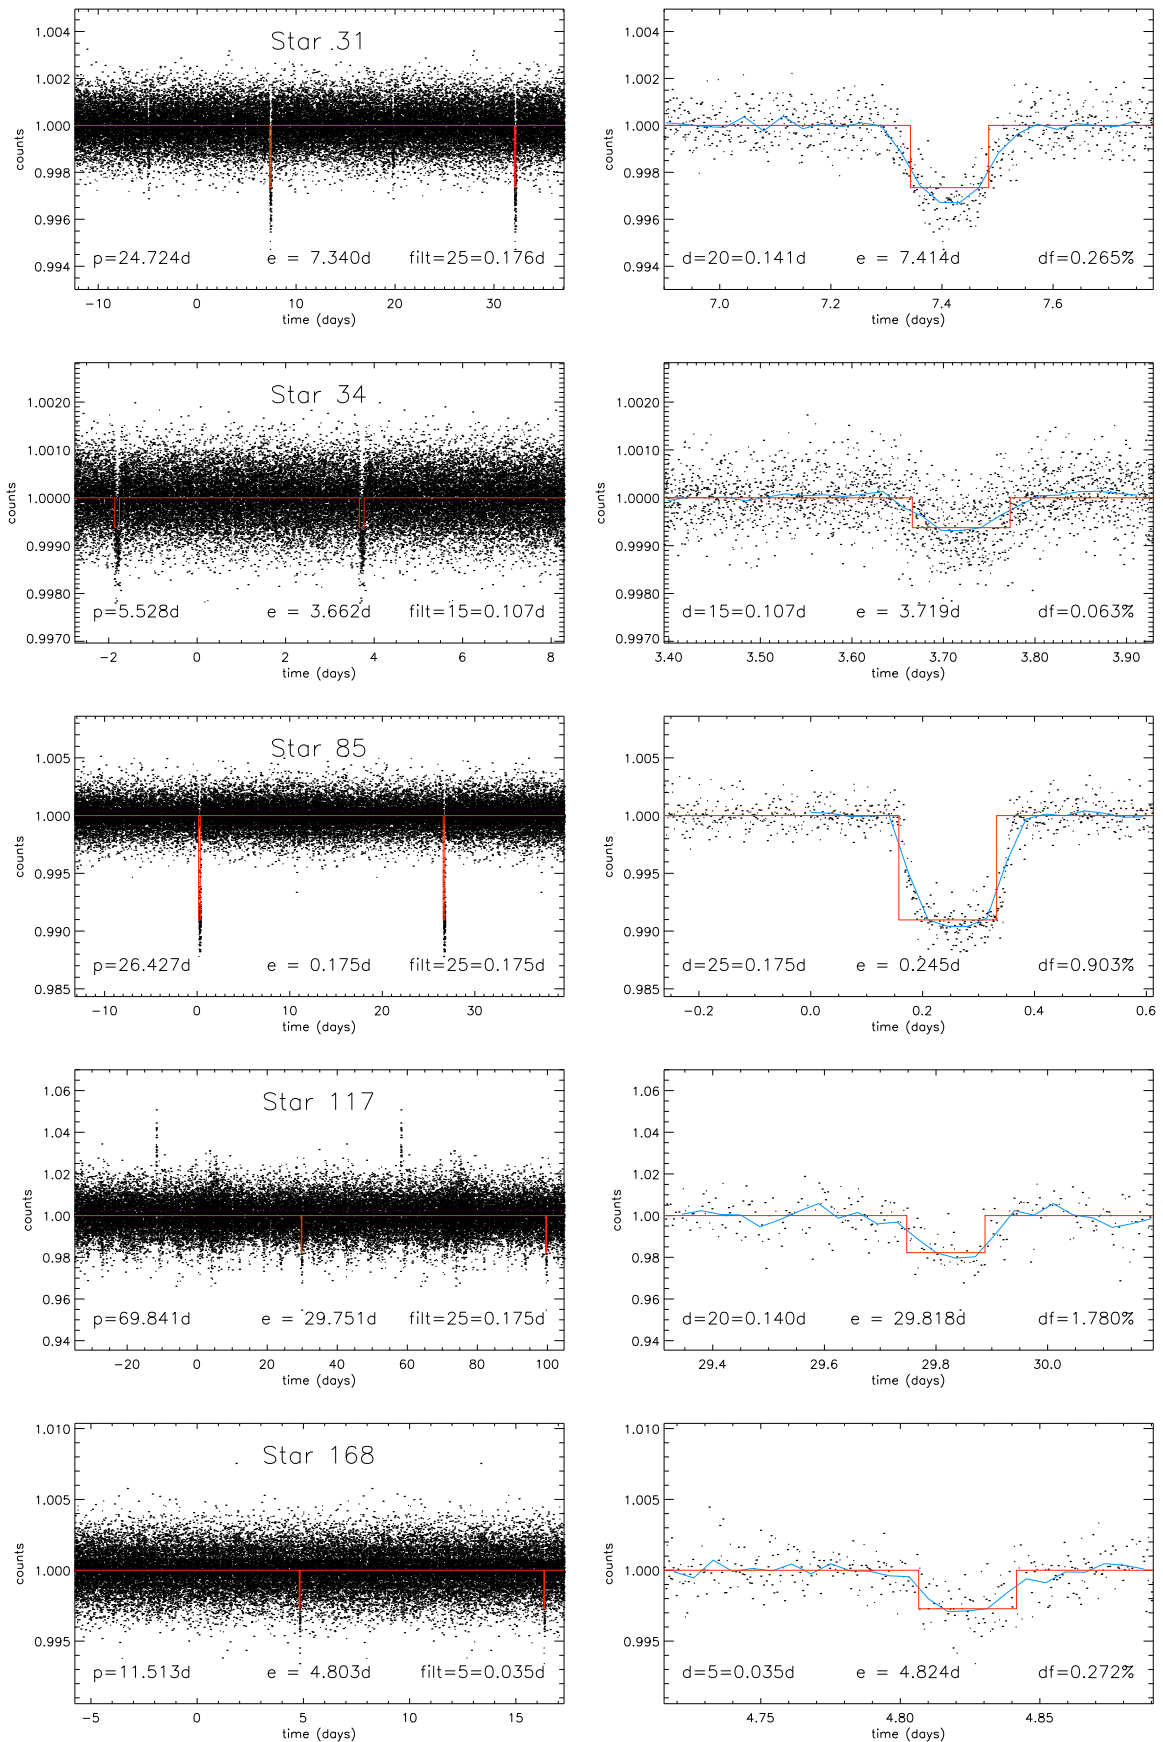 Star 31
counts
1.004
1.002
1.000
0.998
0.996
0.994
p=24.724d e = 7.340d filt=25=0.176d
−10 0 10 20 30
time (days)
counts
1.004
1.002
1.000
0.998
0.996
0.994
d=20=0.141d e = 7.414d df=0.265%
7.0 7.2 7.4 7.6
time (days)
Star 34
counts
1.0020
1.0010
1.0000
0.9990
0.9980
0.9970
p=5.528d e = 3.662d filt=15=0.107d
−2 0 2 4 6 8
time (days)
counts
1.0020
1.0010
1.0000
0.9990
0.9980
0.9970
d=15=0.107d e = 3.719d df=0.063%
3.40 3.50 3.60 3.70 3.80 3.90
time (days)
Star 85
counts
1.005
1.000
0.995
0.990
0.985
p=26.427d e = 0.175d filt=25=0.175d
−10 0 10 20 30
time (days)
counts
1.005
1.000
0.995
0.990
0.985
d=25=0.175d e = 0.245d df=0.903%
−0.2 0.0 0.2 0.4 0.6
time (days)
Star 117
counts
1.06
1.04
1.02
1.00
0.98
0.96
0.94
p=69.841d e = 29.751d filt=25=0.175d
−20 0 20 40 60 80 100
time (days)
counts
1.06
1.04
1.02
1.00
0.98
0.96
0.94
d=20=0.140d e = 29.818d df=1.780%
29.4 29.6 29.8 30.0
time (days)
Star 168
counts
1.010
1.005
1.000
0.995
p=11.513d e = 4.803d filt=5=0.035d
−5 0 5 10 15
time (days)
counts
1.010
1.005
1.000
0.995
d=5=0.035d e = 4.824d df=0.272%
4.75 4.80 4.85
time (days)